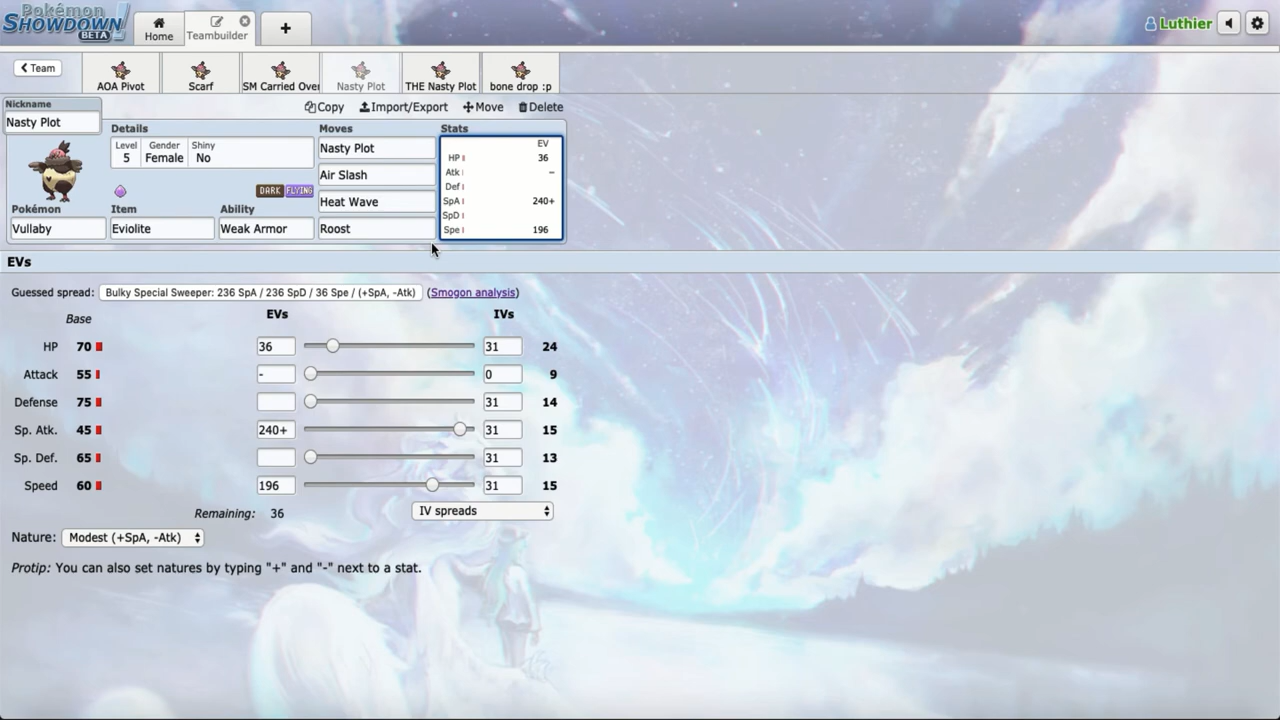 Pokémon
SHOWDOWN!
BETA
Home
Teambuilder
+
Luthier
Team
AOA Pivot
Scarf
SM Carried Over
Nasty Plot
THE Nasty Plot
bone drop :p
Nickname
Nasty Plot
Copy Import/Export Move Delete
Details
Level 5
Gender Female
Shiny No
DARK FLYING
Pokémon
Vullaby
Item
Eviolite
Ability
Weak Armor
Moves
Nasty Plot
Air Slash
Heat Wave
Roost
Stats
EV
HP 36
Atk –
Def
SpA 240+
SpD
Spe 196
EVs
Guessed spread: Bulky Special Sweeper: 236 SpA / 236 SpD / 36 Spe / (+SpA, -Atk) (Smogon analysis)
Base EVs IVs
HP 70 36 31 24
Attack 55 - 0 9
Defense 75 31 14
Sp. Atk. 45 240+ 31 15
Sp. Def. 65 31 13
Speed 60 196 31 15
Remaining: 36 IV spreads
Nature: Modest (+SpA, -Atk)
Protip: You can also set natures by typing "+" and "-" next to a stat.